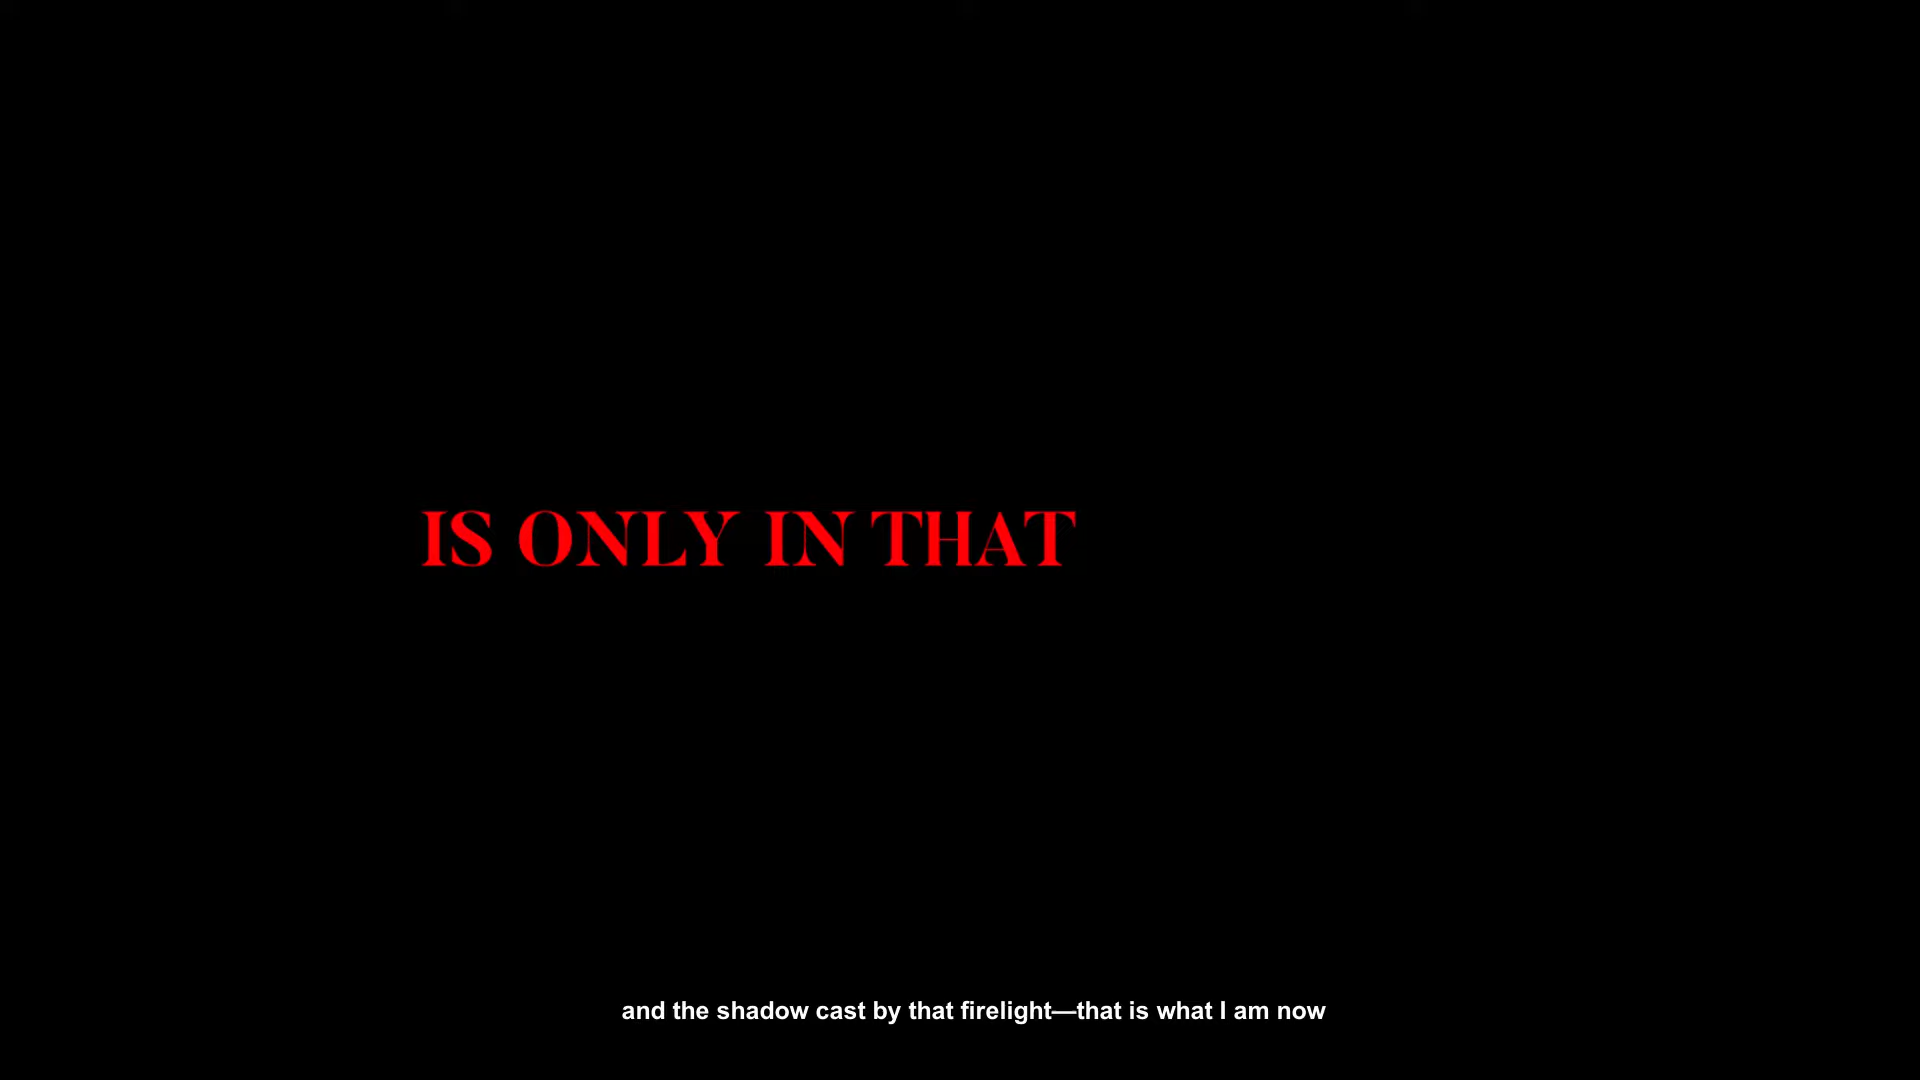 IS ONLY IN THAT
and the shadow cast by that firelight—that is what I am now